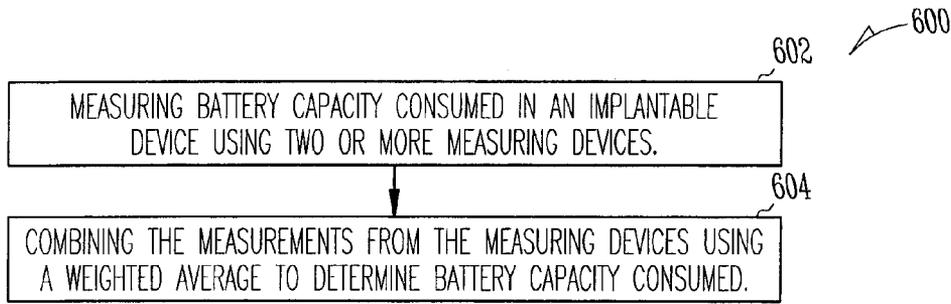 600
602
MEASURING BATTERY CAPACITY CONSUMED IN AN IMPLANTABLE
DEVICE USING TWO OR MORE MEASURING DEVICES.
604
COMBINING THE MEASUREMENTS FROM THE MEASURING DEVICES USING
A WEIGHTED AVERAGE TO DETERMINE BATTERY CAPACITY CONSUMED.